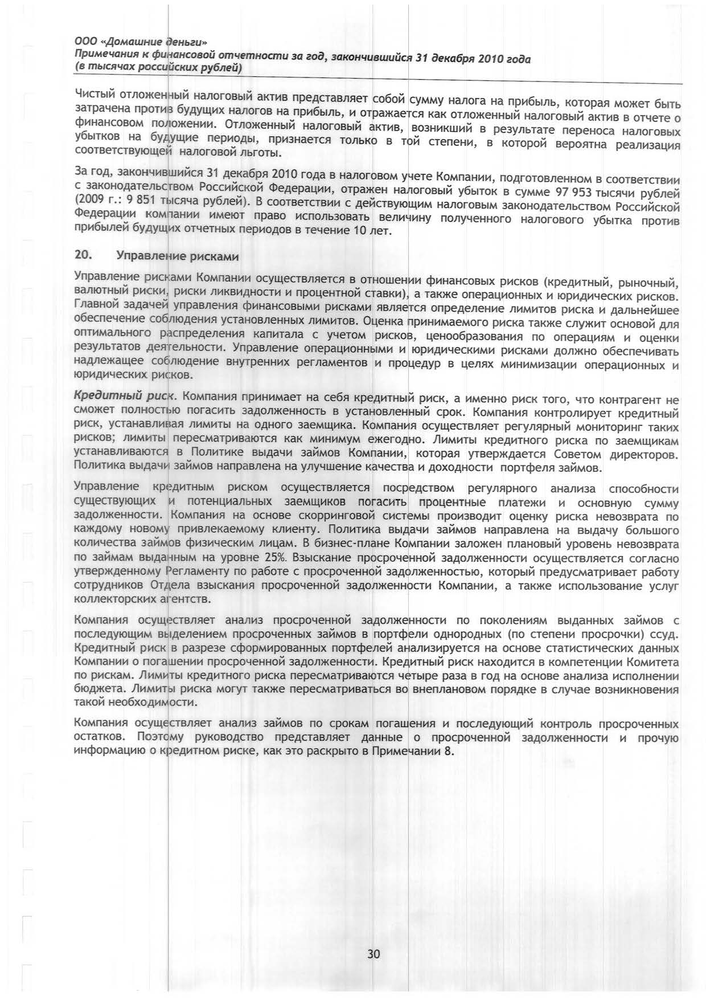 ООО «Домашние деньги»
Примечания к финансовой отчетности за год, закончившийся 31 декабря 2010 года
(в тысячах российских рублей)
Чистый отложенный налоговый актив представляет собой сумму налога на прибыль, которая может быть
затрачена против будущих налогов на прибыль, и отражается как отложенный налоговый актив в отчете о
финансовом положении. Отложенный налоговый актив, возникший в результате переноса налоговых
убытков на будущие периоды, признается только в той степени, в которой вероятна реализация
соответствующей налоговой льготы.
За год, закончившийся 31 декабря 2010 года в налоговом учете Компании, подготовленном в соответствии
с законодательством Российской Федерации, отражен налоговый убыток в сумме 97 953 тысячи рублей
(2009 г.: 9 851 тысяча рублей). В соответствии с действующим налоговым законодательством Российской
Федерации компании имеют право использовать величину полученного налогового убытка против
прибылей будущих отчетных периодов в течение 10 лет.
20. Управление рисками
Управление рисками Компании осуществляется в отношении финансовых рисков (кредитный, рыночный,
валютный риски, риски ликвидности и процентной ставки), а также операционных и юридических рисков.
Главной задачей управления финансовыми рисками является определение лимитов риска и дальнейшее
обеспечение соблюдения установленных лимитов. Оценка принимаемого риска также служит основой для
оптимального распределения капитала с учетом рисков, ценообразования по операциям и оценки
результатов деятельности. Управление операционными и юридическими рисками должно обеспечивать
надлежащее соблюдение внутренних регламентов и процедур в целях минимизации операционных и
юридических рисков.
Кредитный риск. Компания принимает на себя кредитный риск, а именно риск того, что контрагент не
сможет полностью погасить задолженность в установленный срок. Компания контролирует кредитный
риск, устанавливая лимиты на одного заемщика. Компания осуществляет регулярный мониторинг таких
рисков; лимиты пересматриваются как минимум ежегодно. Лимиты кредитного риска по заемщикам
устанавливаются в Политике выдачи займов Компании, которая утверждается Советом директоров.
Политика выдачи займов направлена на улучшение качества и доходности портфеля займов.
Управление кредитным риском осуществляется посредством регулярного анализа способности
существующих и потенциальных заемщиков погасить процентные платежи и основную сумму
задолженности. Компания на основе скорринговой системы производит оценку риска невозврата по
каждому новому привлекаемому клиенту. Политика выдачи займов направлена на выдачу большого
количества займов физическим лицам. В бизнес-плане Компании заложен плановый уровень невозврата
по займам выданным на уровне 25%. Взыскание просроченной задолженности осуществляется согласно
утвержденному Регламенту по работе с просроченной задолженностью, который предусматривает работу
сотрудников Отдела взыскания просроченной задолженности Компании, а также использование услуг
коллекторских агентств.
Компания осуществляет анализ просроченной задолженности по поколениям выданных займов с
последующим выделением просроченных займов в портфели однородных (по степени просрочки) ссуд.
Кредитный риск в разрезе сформированных портфелей анализируется на основе статистических данных
Компании о погашении просроченной задолженности. Кредитный риск находится в компетенции Комитета
по рискам. Лимиты кредитного риска пересматриваются четыре раза в год на основе анализа исполнении
бюджета. Лимиты риска могут также пересматриваться во внеплановом порядке в случае возникновения
такой необходимости.
Компания осуществляет анализ займов по срокам погашения и последующий контроль просроченных
остатков. Поэтому руководство представляет данные о просроченной задолженности и прочую
информацию о кредитном риске, как это раскрыто в Примечании 8.
30